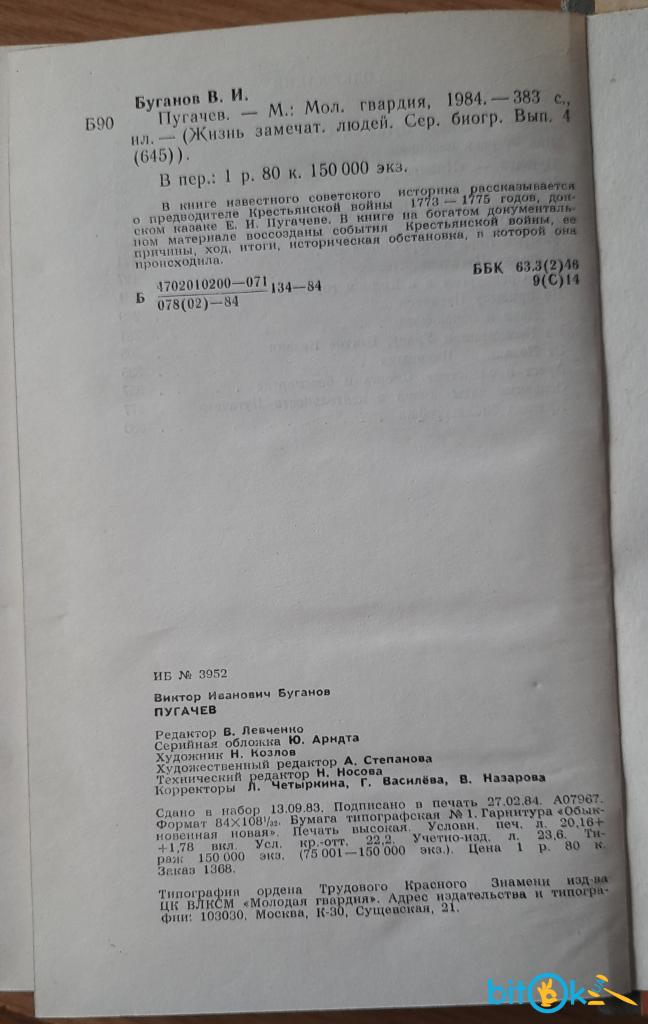 Буганов В. И.
Б90 Пугачев. — М.: Мол. гвардия, 1984. — 383 с.,
ил. — (Жизнь замечат. людей. Сер. биогр. Вып. 4
(645)).
В пер.: 1 р. 80 к. 150 000 экз.
В книге известного советского историка рассказывается
о предводителе Крестьянской войны 1773 — 1775 годов, дон-
ском казаке Е. И. Пугачеве. В книге на богатом документаль-
ном материале воссозданы события Крестьянской войны, ее
причины, ход, итоги, историческая обстановка, в которой она
происходила.
Б 4702010200—071 134—84
078(02)—84
ББК 63.3(2)46
9(С)14
ИБ № 3952
Виктор Иванович Буганов
ПУГАЧЕВ
Редактор В. Левченко
Серийная обложка Ю. Арндта
Художник Н. Козлов
Художественный редактор А. Степанова
Технический редактор Н. Носова
Корректоры Л. Четыркина, Г. Василёва, В. Назарова
Сдано в набор 13.09.83. Подписано в печать 27.02.84. А07967.
Формат 84×108¹/₃₂. Бумага типографская № 1. Гарнитура «Обык-
новенная новая». Печать высокая. Условн. печ. л. 20,16+
+1,78 вкл. Усл. кр.-отт. 22,2. Учетно-изд. л. 23,6. Ти-
раж 150 000 экз. (75 001—150 000 экз.). Цена 1 р. 80 к.
Заказ 1368.
Типография ордена Трудового Красного Знамени изд-ва
ЦК ВЛКСМ «Молодая гвардия». Адрес издательства и типогра-
фии: 103030, Москва, К-30, Сущевская, 21.
bitok